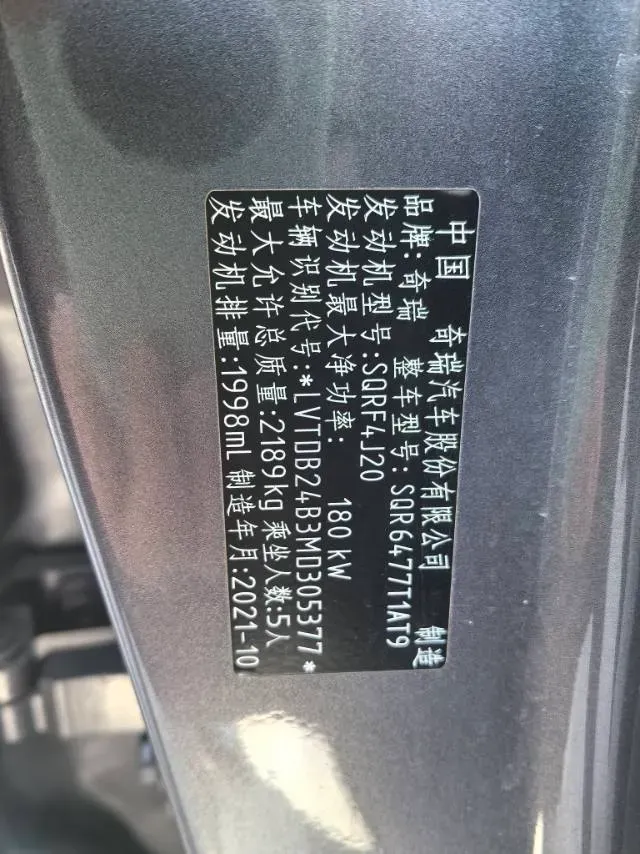 中国 奇瑞汽车股份有限公司 制造
品牌:奇瑞 整车型号:SQR6477T1AT9
发动机型号:SQRF4J20
发动机最大净功率: 180 kW
车辆识别代号:*LVTDB24B3MD305377*
最大允许总质量:2189kg 乘坐人数:5人
发动机排量:1998mL 制造年月:2021-10